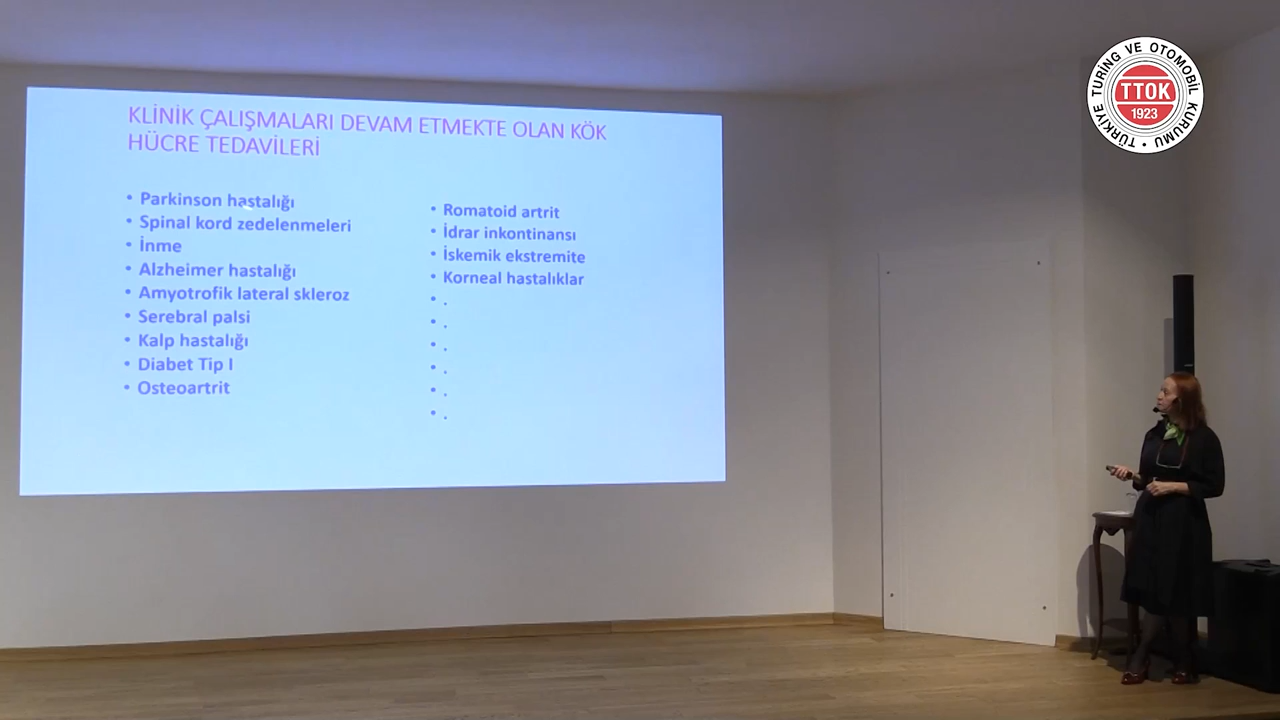 KLİNİK ÇALIŞMALARI DEVAM ETMEKTE OLAN KÖK
HÜCRE TEDAVİLERİ
• Parkinson hastalığı
• Spinal kord zedelenmeleri
• İnme
• Alzheimer hastalığı
• Amyotrofik lateral skleroz
• Serebral palsi
• Kalp hastalığı
• Diabet Tip I
• Osteoartrit
• Romatoid artrit
• İdrar inkontinansı
• İskemik ekstremite
• Korneal hastalıklar
• .
• .
• .
• .
• .
• .
TÜRKİYE TURİNG VE OTOMOBİL KURUMU •
TTOK
1923